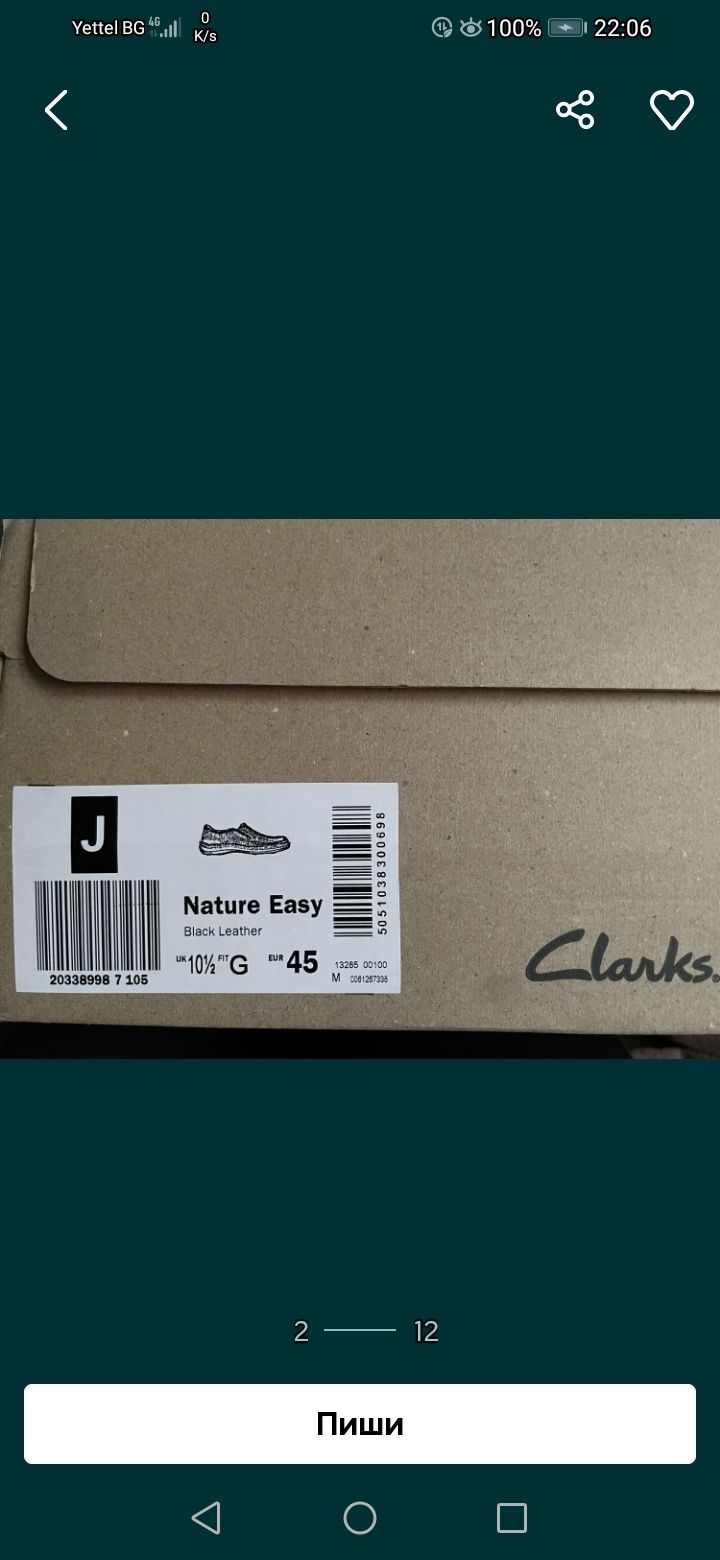 Yettel BG 4G 0 K/s 100% 22:06
J
Nature Easy
Black Leather
UK 10½ FIT G EUR 45
20338998 7 105
5051038300698
13285 00100
M 0081267338
Clarks.
2 12
Пиши